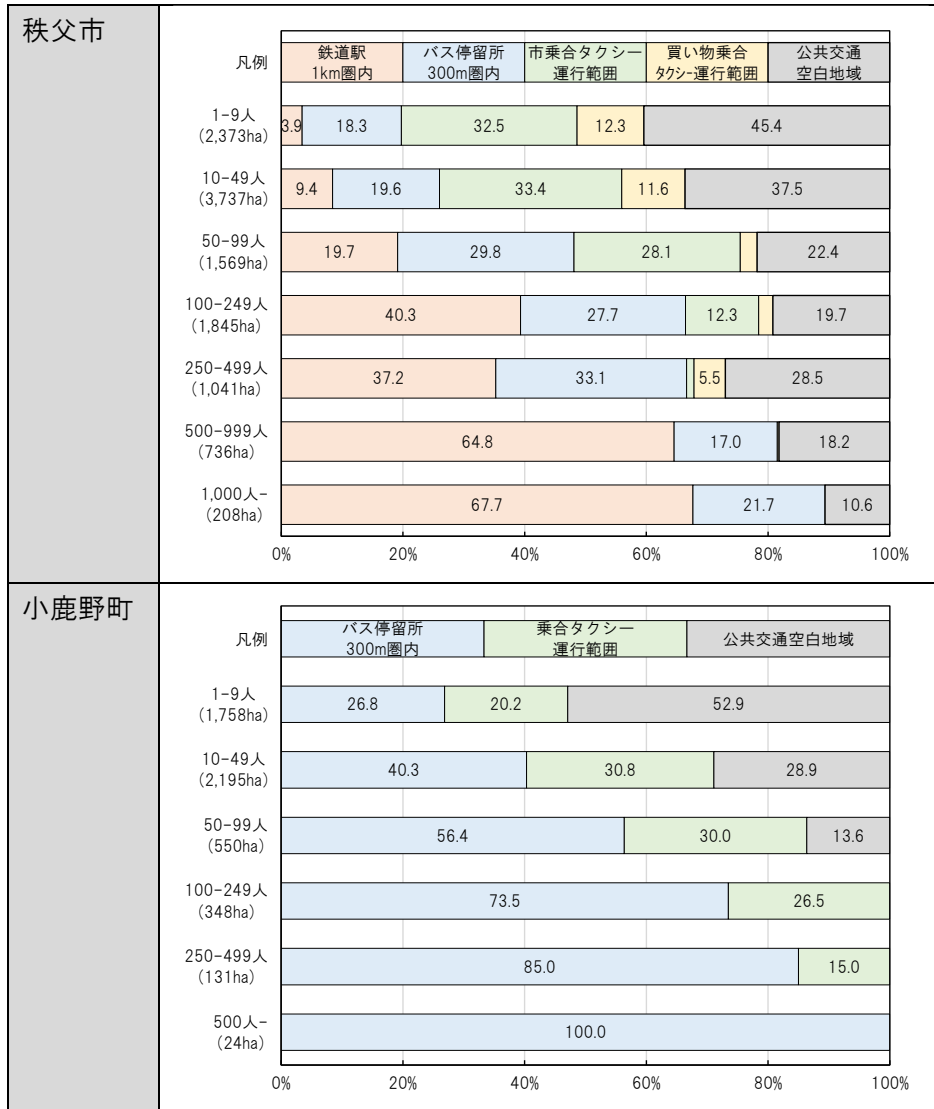 秩父市
凡例
鉄道駅
1km圏内
バス停留所
300m圏内
市乗合タクシー
運行範囲
買い物乗合
タクシー運行範囲
公共交通
空白地域
1-9人
(2,373ha)
3.9 18.3 32.5 12.3 45.4
10-49人
(3,737ha)
9.4 19.6 33.4 11.6 37.5
50-99人
(1,569ha)
19.7 29.8 28.1 22.4
100-249人
(1,845ha)
40.3 27.7 12.3 19.7
250-499人
(1,041ha)
37.2 33.1 5.5 28.5
500-999人
(736ha)
64.8 17.0 18.2
1,000人-
(208ha)
67.7 21.7 10.6
0% 20% 40% 60% 80% 100%
小鹿野町
凡例
バス停留所
300m圏内
乗合タクシー
運行範囲
公共交通空白地域
1-9人
(1,758ha)
26.8 20.2 52.9
10-49人
(2,195ha)
40.3 30.8 28.9
50-99人
(550ha)
56.4 30.0 13.6
100-249人
(348ha)
73.5 26.5
250-499人
(131ha)
85.0 15.0
500人-
(24ha)
100.0
0% 20% 40% 60% 80% 100%